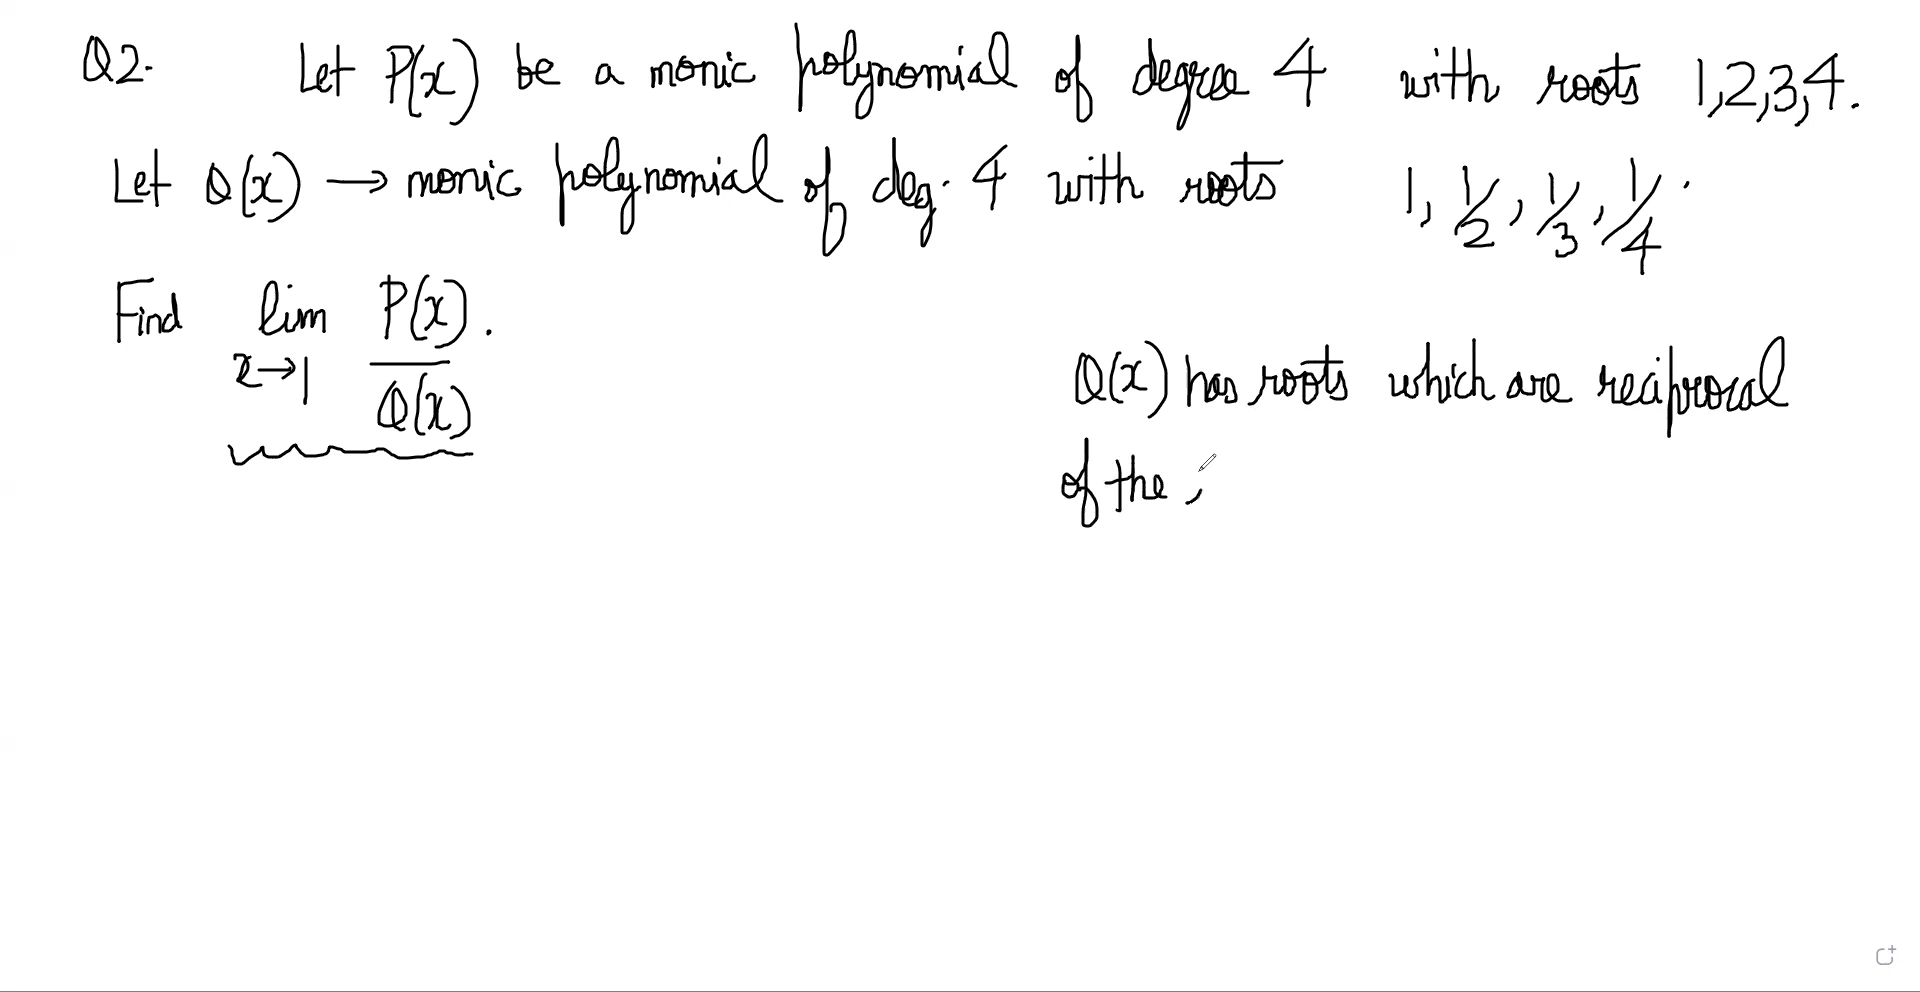 Q2. Let P(x) be a monic polynomial of degree 4 with roots 1,2,3,4.
Let Q(x) → monic polynomial of deg. 4 with roots 1, 1/2, 1/3, 1/4.
Find lim x→1 P(x)/Q(x).
Q(x) has roots which are reciprocal
of the